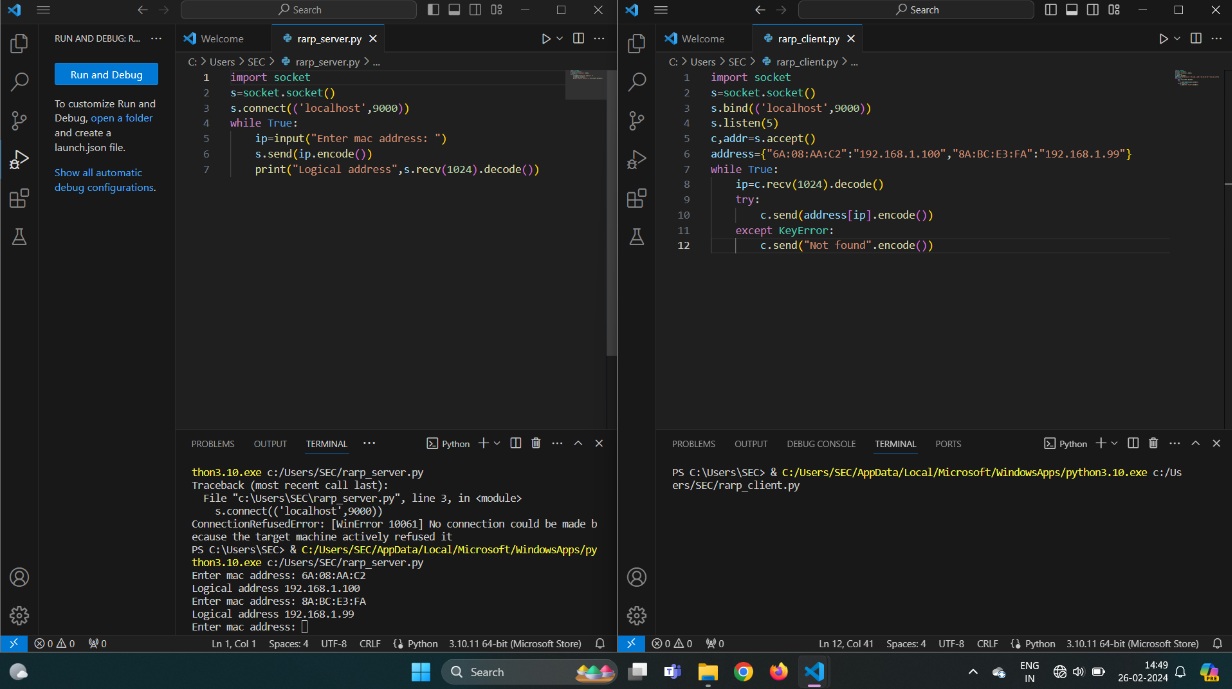 Search
Welcome
rarp_server.py
RUN AND DEBUG: R...
Run and Debug
To customize Run and
Debug, open a folder
and create a
launch.json file.
Show all automatic
debug configurations.
C: > Users > SEC > rarp_server.py > ...
1 import socket
2 s=socket.socket()
3 s.connect(('localhost',9000))
4 while True:
5 ip=input("Enter mac address: ")
6 s.send(ip.encode())
7 print("Logical address",s.recv(1024).decode())
PROBLEMS OUTPUT TERMINAL ... Python
thon3.10.exe c:/Users/SEC/rarp_server.py
Traceback (most recent call last):
File "c:\Users\SEC\rarp_server.py", line 3, in <module>
s.connect(('localhost',9000))
ConnectionRefusedError: [WinError 10061] No connection could be made b
ecause the target machine actively refused it
PS C:\Users\SEC> & C:/Users/SEC/AppData/Local/Microsoft/WindowsApps/py
thon3.10.exe c:/Users/SEC/rarp_server.py
Enter mac address: 6A:08:AA:C2
Logical address 192.168.1.100
Enter mac address: 8A:BC:E3:FA
Logical address 192.168.1.99
Enter mac address:
0 0 0 Ln 1, Col 1 Spaces: 4 UTF-8 CRLF Python 3.10.11 64-bit (Microsoft Store)
Search
Welcome
rarp_client.py
C: > Users > SEC > rarp_client.py > ...
1 import socket
2 s=socket.socket()
3 s.bind(('localhost',9000))
4 s.listen(5)
5 c,addr=s.accept()
6 address={"6A:08:AA:C2":"192.168.1.100","8A:BC:E3:FA":"192.168.1.99"}
7 while True:
8 ip=c.recv(1024).decode()
9 try:
10 c.send(address[ip].encode())
11 except KeyError:
12 c.send("Not found".encode())
PROBLEMS OUTPUT DEBUG CONSOLE TERMINAL PORTS Python
PS C:\Users\SEC> & C:/Users/SEC/AppData/Local/Microsoft/WindowsApps/python3.10.exe c:/Us
ers/SEC/rarp_client.py
0 0 0 Ln 12, Col 41 Spaces: 4 UTF-8 CRLF Python 3.10.11 64-bit (Microsoft Store)
Search
ENG
IN
14:49
26-02-2024